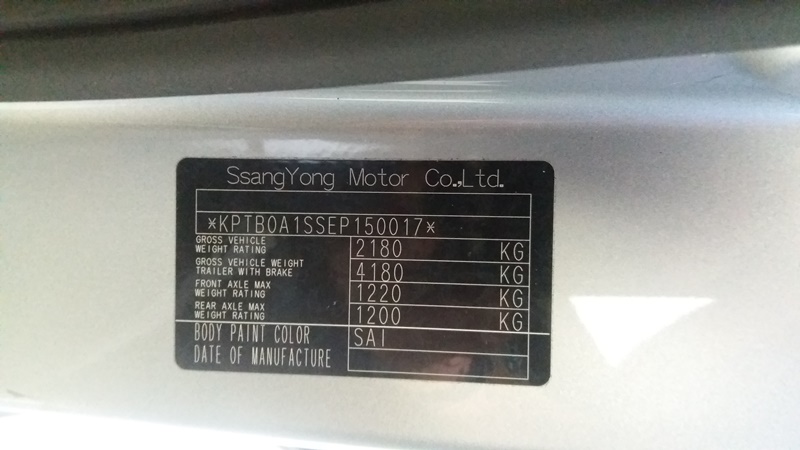 SsangYong Motor Co.,Ltd.
*KPTB0A1SSEP150017*
GROSS VEHICLE
WEIGHT RATING 2180 KG
GROSS VEHICLE WEIGHT
TRAILER WITH BRAKE 4180 KG
FRONT AXLE MAX
WEIGHT RATING 1220 KG
REAR AXLE MAX
WEIGHT RATING 1200 KG
BODY PAINT COLOR SAI
DATE OF MANUFACTURE